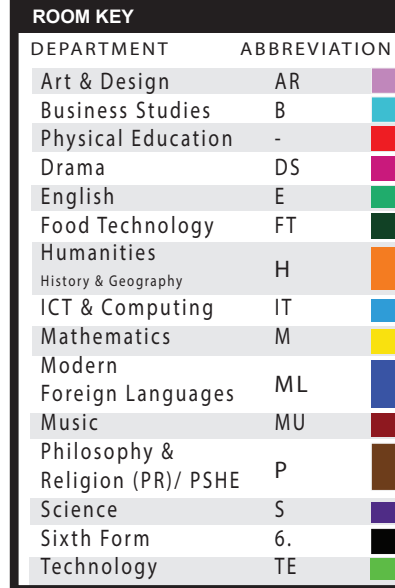 ROOM KEY
DEPARTMENT ABBREVIATION
Art & Design AR
Business Studies B
Physical Education -
Drama DS
English E
Food Technology FT
Humanities
History & Geography H
ICT & Computing IT
Mathematics M
Modern
Foreign Languages ML
Music MU
Philosophy &
Religion (PR)/ PSHE P
Science S
Sixth Form 6.
Technology TE